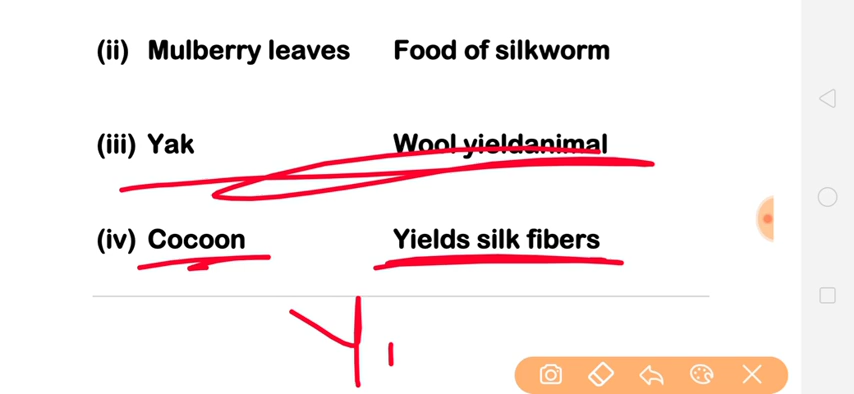 (ii) Mulberry leaves Food of silkworm
(iii) Yak Wool yieldanimal
(iv) Cocoon Yields silk fibers